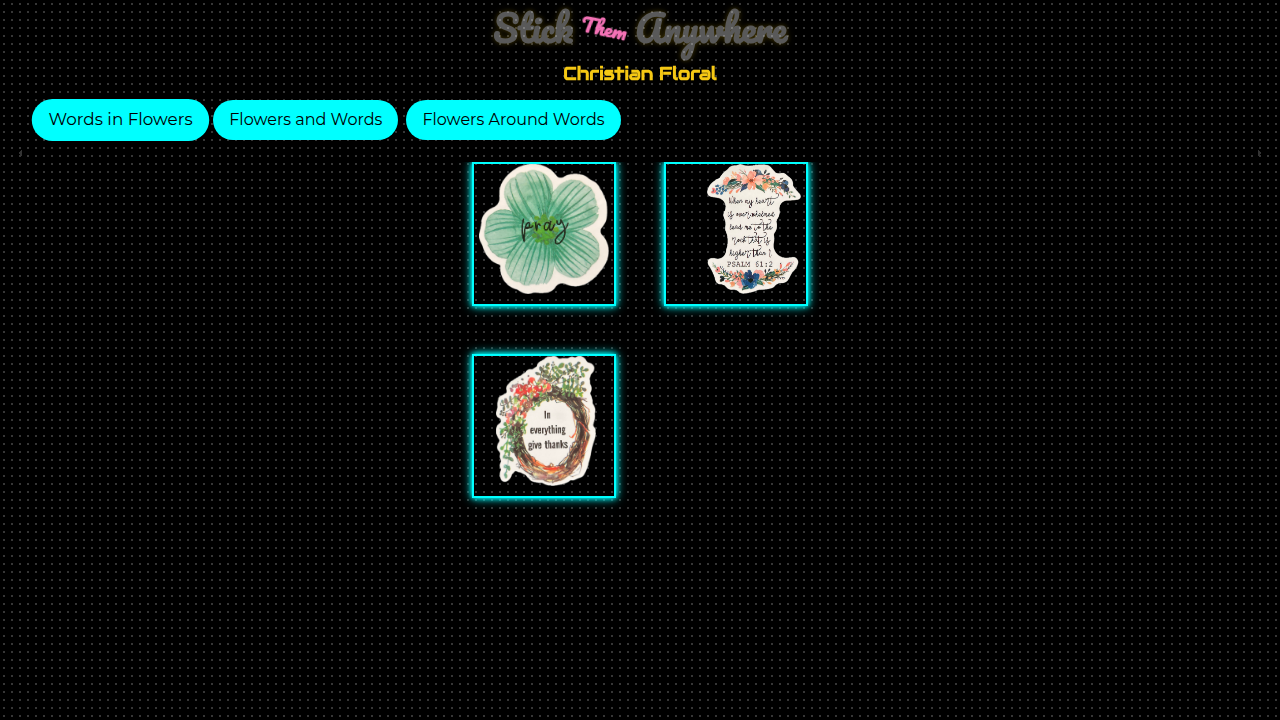 Stick Them Anywhere
Christian Floral
Words in Flowers
Flowers and Words
Flowers Around Words
pray
When my heart
is overwhelmed
lead me to the
rock that is
higher than I
PSALM 61:2
In
everything
give thanks